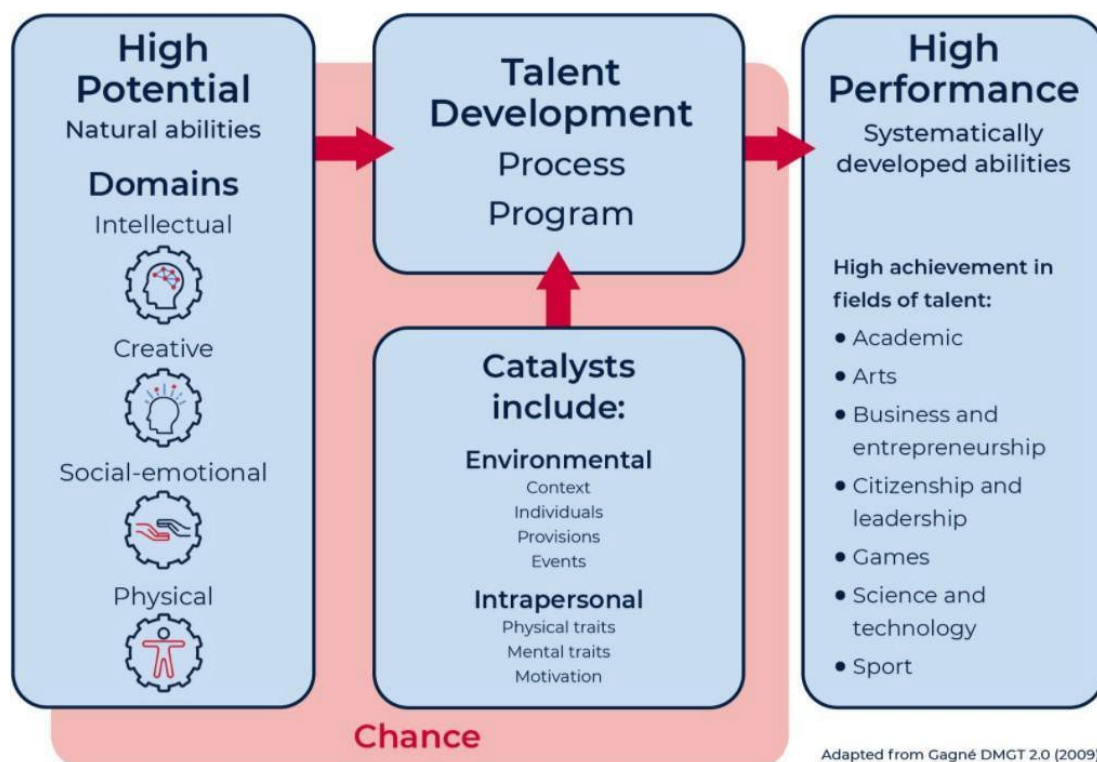 High
Potential
Natural abilities
Domains
Intellectual
Creative
Social-emotional
Physical
Talent
Development
Process
Program
Catalysts
include:
Environmental
Context
Individuals
Provisions
Events
Intrapersonal
Physical traits
Mental traits
Motivation
Chance
High
Performance
Systematically
developed abilities
High achievement in
fields of talent:
● Academic
● Arts
● Business and
entrepreneurship
● Citizenship and
leadership
● Games
● Science and
technology
● Sport
Adapted from Gagné DMGT 2.0 (2009)